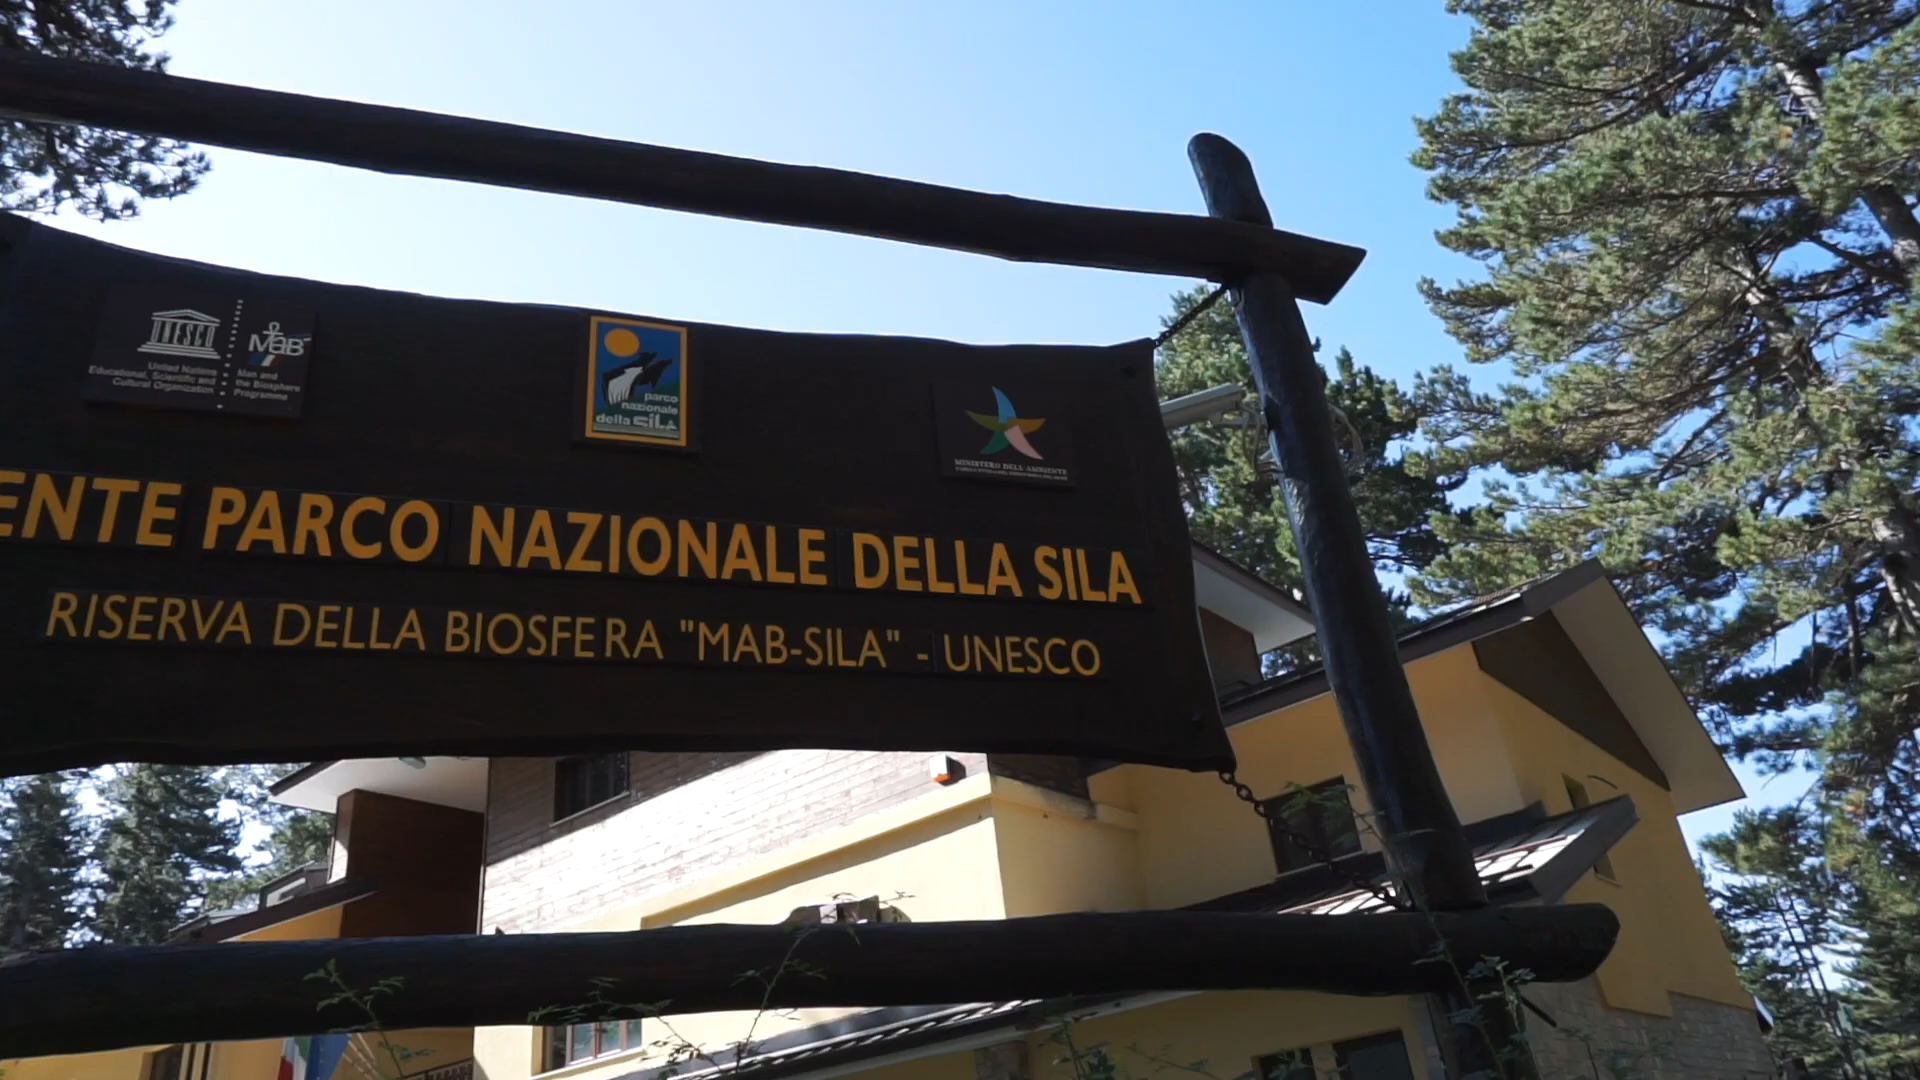 UNESCO
United Nations
Educational, Scientific and
Cultural Organization
MaB
Man and
the Biosphere
Programme
parco
nazionale
della SILA
MINISTERO DELL'AMBIENTE
ENTE PARCO NAZIONALE DELLA SILA
RISERVA DELLA BIOSFERA "MAB-SILA" - UNESCO